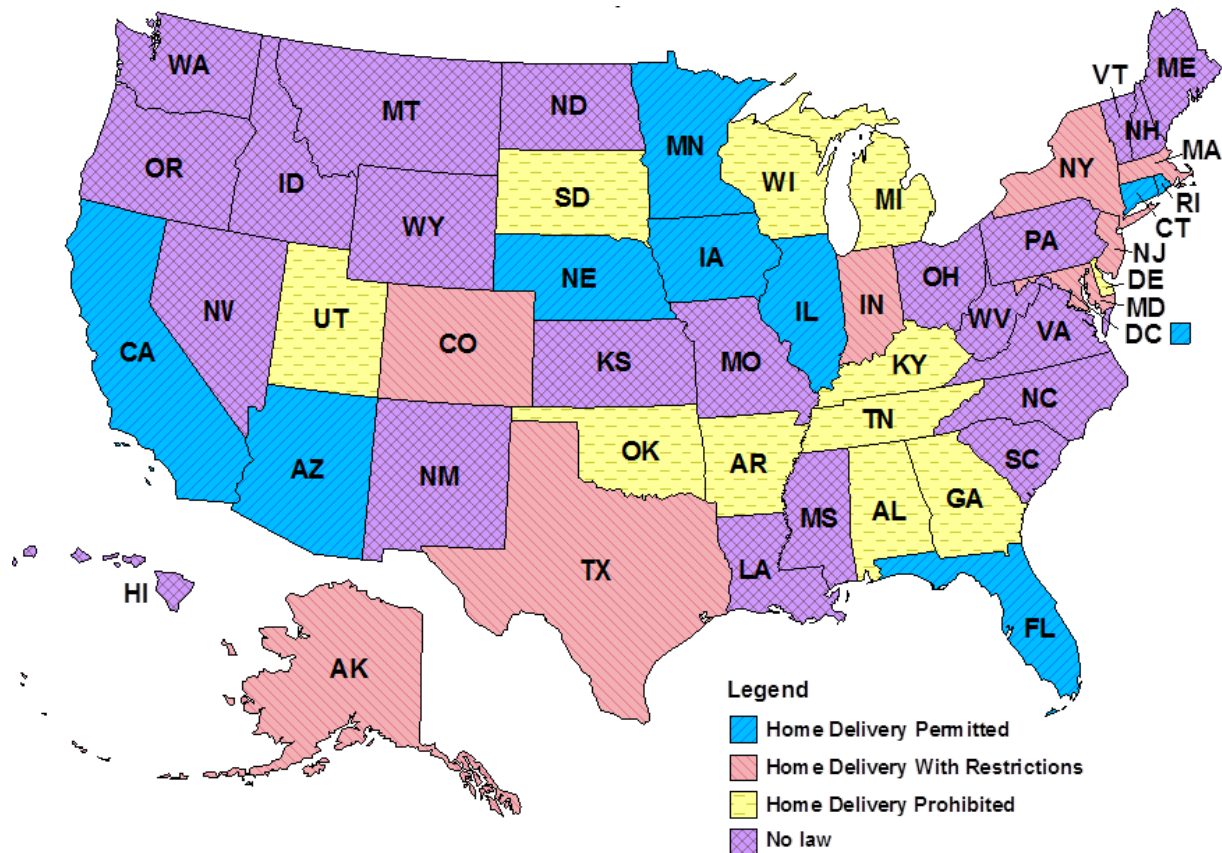 WA
MT
ND
MN
VT
ME
NH
MA
OR
ID
SD
WI
NY
MI
RI
WY
CT
PA
IA
NJ
NE
OH
DE
IN
IL
MD
NV
UT
WV
DC
VA
CA
CO
KS
MO
KY
NC
TN
OK
AZ
NM
AR
SC
GA
MS
AL
TX
LA
HI
FL
AK
Legend
Home Delivery Permitted
Home Delivery With Restrictions
Home Delivery Prohibited
No law